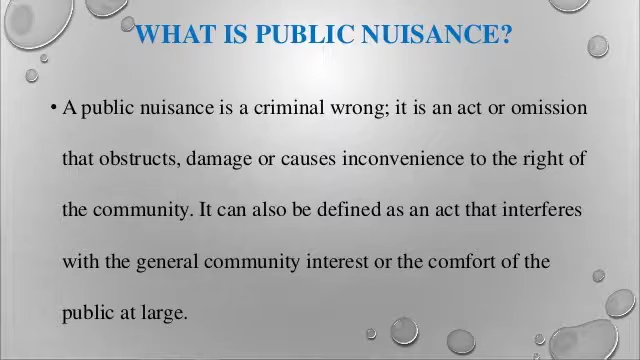 WHAT IS PUBLIC NUISANCE?
• A public nuisance is a criminal wrong; it is an act or omission
that obstructs, damage or causes inconvenience to the right of
the community. It can also be defined as an act that interferes
with the general community interest or the comfort of the
public at large.